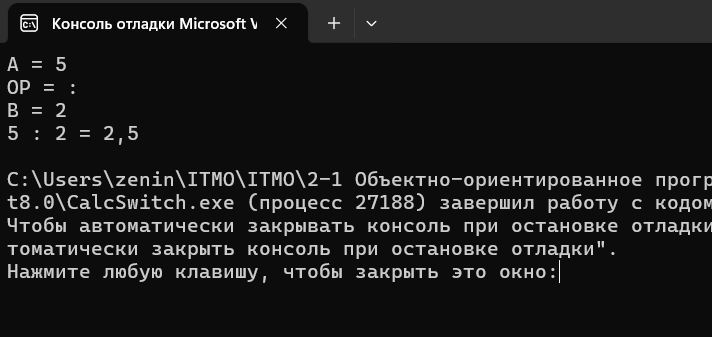 Консоль отладки Microsoft V
A = 5
OP = :
B = 2
5 : 2 = 2,5
C:\Users\zenin\ITMO\ITMO\2-1 Объектно-ориентированное прогр
t8.0\CalcSwitch.exe (процесс 27188) завершил работу с кодом
Чтобы автоматически закрывать консоль при остановке отладки
томатически закрыть консоль при остановке отладки".
Нажмите любую клавишу, чтобы закрыть это окно: